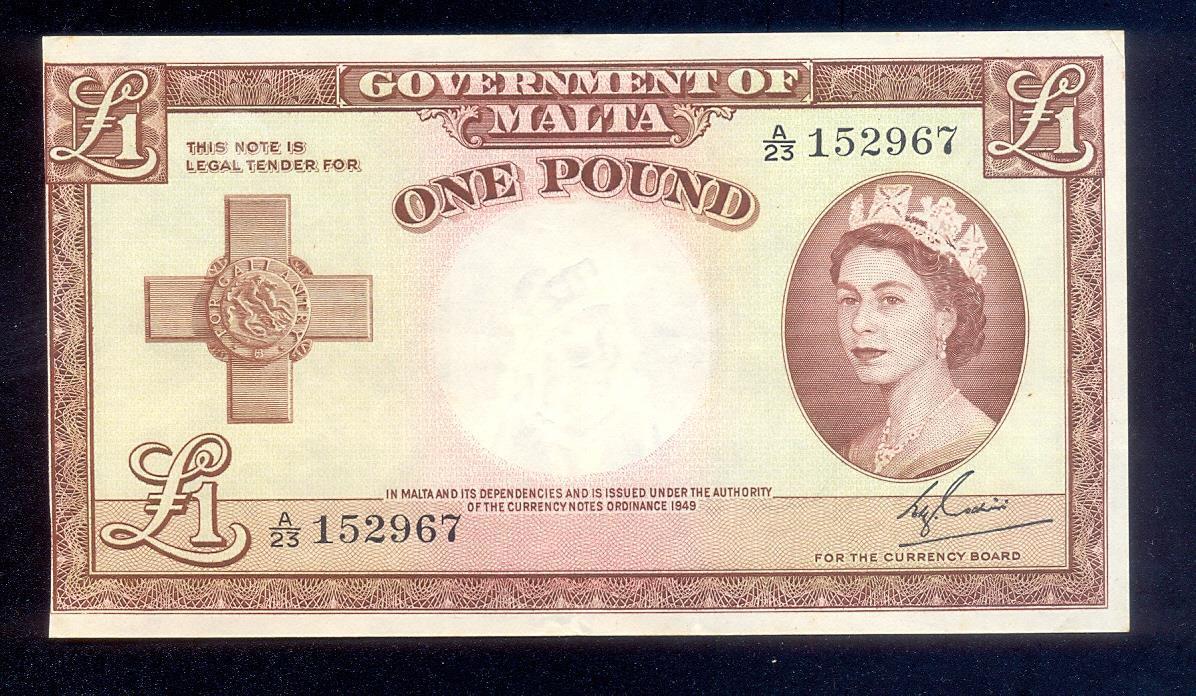 GOVERNMENT OF
MALTA
£1
£1
THIS NOTE IS
LEGAL TENDER FOR
A/23 152967
ONE POUND
FOR GALLANTRY
£1
IN MALTA AND ITS DEPENDENCIES AND IS ISSUED UNDER THE AUTHORITY
OF THE CURRENCY NOTES ORDINANCE 1949
A/23 152967
FOR THE CURRENCY BOARD